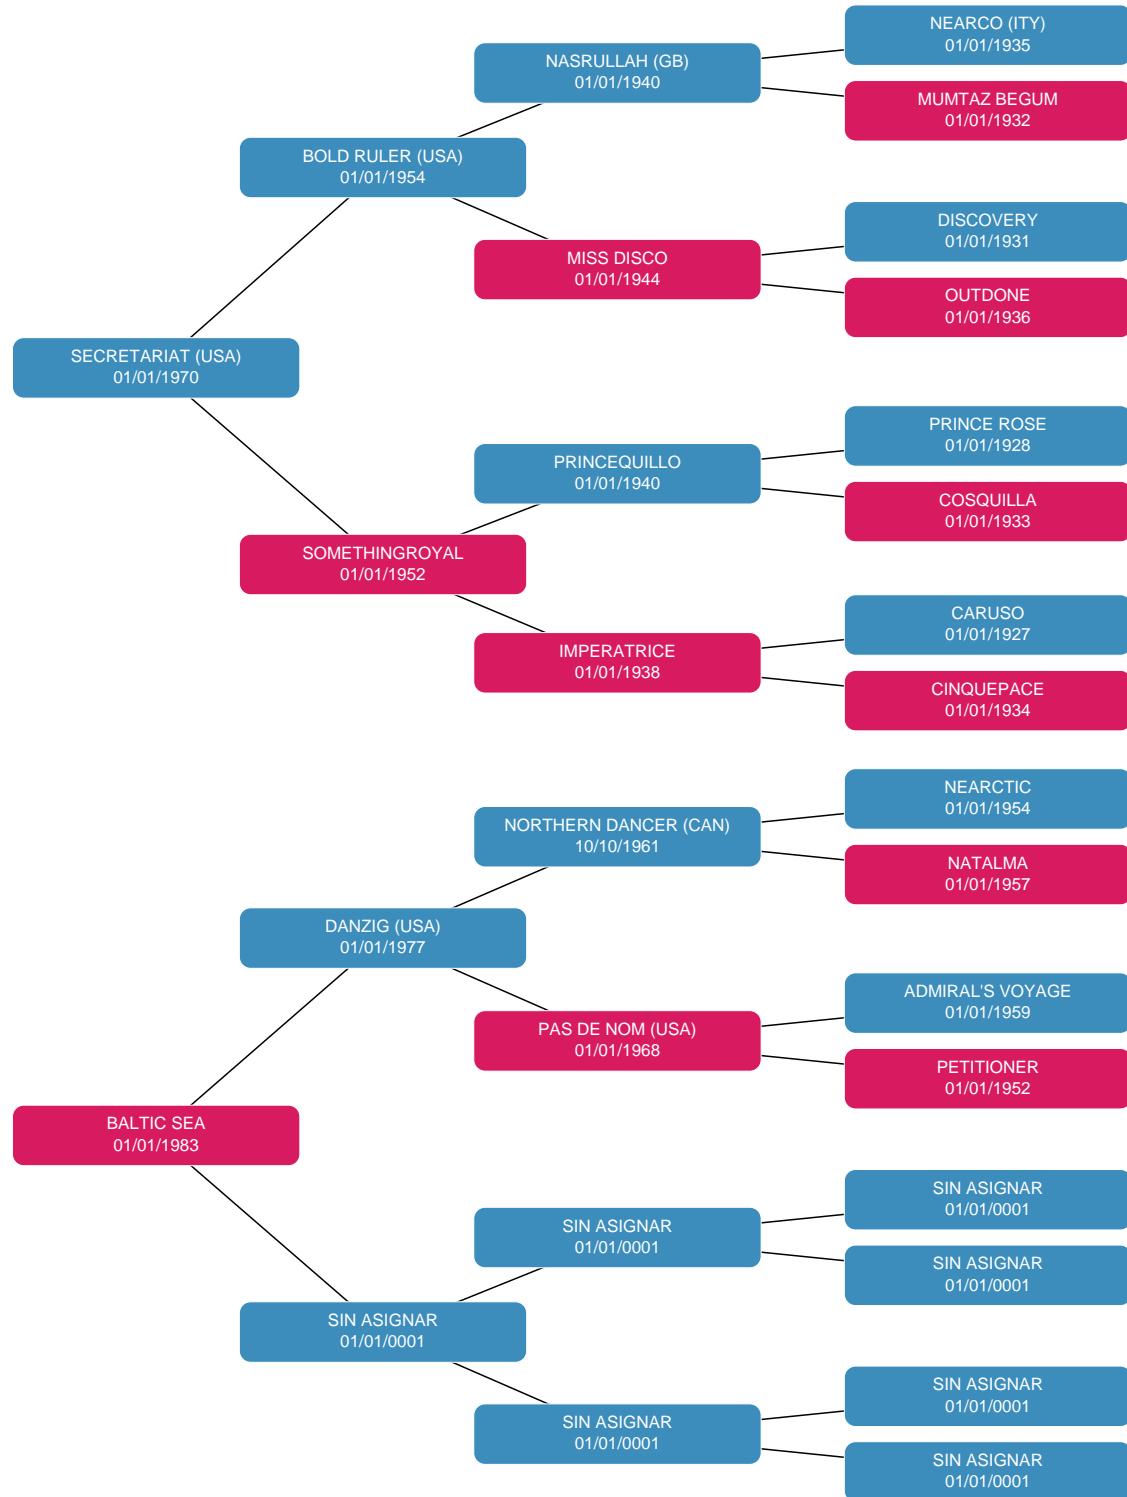 NEARCO (ITY)
01/01/1935
NASRULLAH (GB)
01/01/1940
MUMTAZ BEGUM
01/01/1932
BOLD RULER (USA)
01/01/1954
DISCOVERY
01/01/1931
MISS DISCO
01/01/1944
OUTDONE
01/01/1936
SECRETARIAT (USA)
01/01/1970
PRINCE ROSE
01/01/1928
PRINCEQUILLO
01/01/1940
COSQUILLA
01/01/1933
SOMETHINGROYAL
01/01/1952
CARUSO
01/01/1927
IMPERATRICE
01/01/1938
CINQUEPACE
01/01/1934
NEARCTIC
01/01/1954
NORTHERN DANCER (CAN)
10/10/1961
NATALMA
01/01/1957
DANZIG (USA)
01/01/1977
ADMIRAL'S VOYAGE
01/01/1959
PAS DE NOM (USA)
01/01/1968
PETITIONER
01/01/1952
BALTIC SEA
01/01/1983
SIN ASIGNAR
01/01/0001
SIN ASIGNAR
01/01/0001
SIN ASIGNAR
01/01/0001
SIN ASIGNAR
01/01/0001
SIN ASIGNAR
01/01/0001
SIN ASIGNAR
01/01/0001
SIN ASIGNAR
01/01/0001